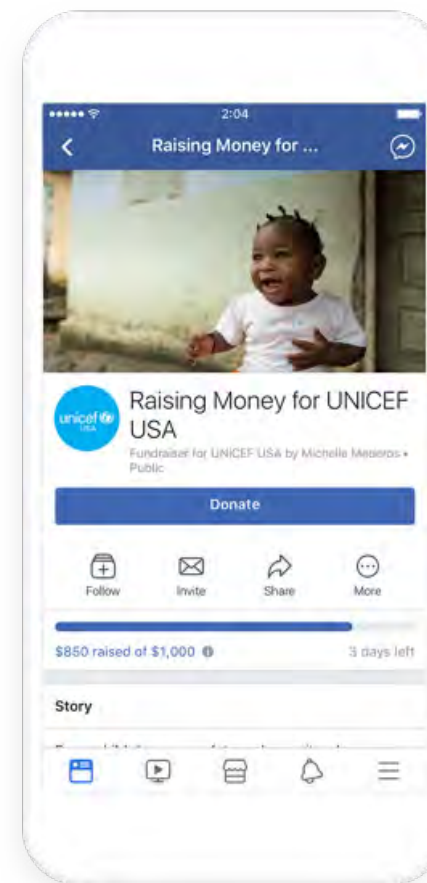 2:04
Raising Money for ...
unicef
USA
Raising Money for UNICEF
USA
Fundraiser for UNICEF USA by Michelle Mederos •
Public
Donate
Follow Invite Share More
$850 raised of $1,000
3 days left
Story